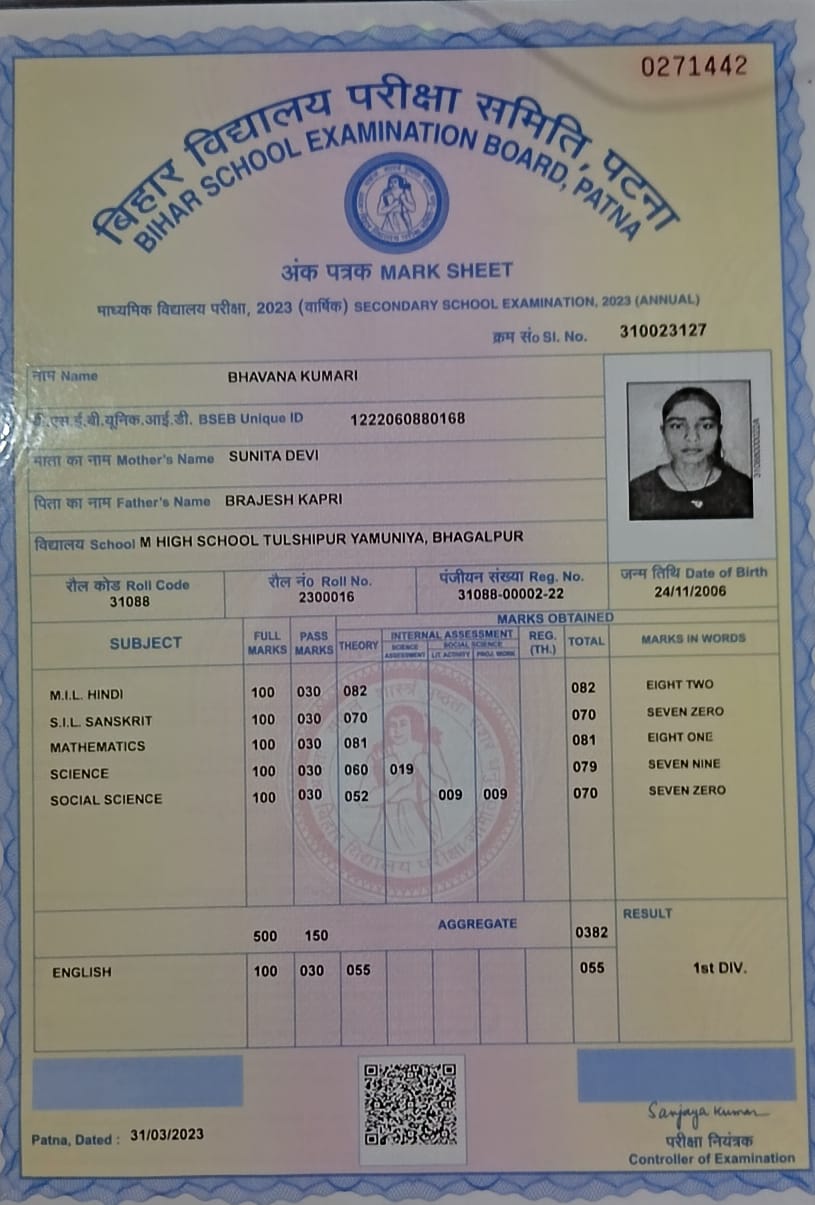 0271442
बिहार विद्यालय परीक्षा समिति, पटना
BIHAR SCHOOL EXAMINATION BOARD, PATNA
अंक पत्रक MARK SHEET
माध्यमिक विद्यालय परीक्षा, 2023 (वार्षिक) SECONDARY SCHOOL EXAMINATION, 2023 (ANNUAL)
क्रम सं० Sl. No. 310023127
नाम Name BHAVANA KUMARI
बी.एस.ई.बी.यूनिक.आई.डी. BSEB Unique ID 1222060880168
माता का नाम Mother's Name SUNITA DEVI
पिता का नाम Father's Name BRAJESH KAPRI
विद्यालय School M HIGH SCHOOL TULSHIPUR YAMUNIYA, BHAGALPUR
रौल कोड Roll Code रौल नं० Roll No. पंजीयन संख्या Reg. No. जन्म तिथि Date of Birth
31088 2300016 31088-00002-22 24/11/2006
MARKS OBTAINED
SUBJECT FULL MARKS PASS MARKS THEORY INTERNAL ASSESSMENT REG. (TH.) TOTAL MARKS IN WORDS
SCIENCE ASSESSMENT SOCIAL SCIENCE LIT ACTIVITY PROJ. WORK
M.I.L. HINDI 100 030 082 082 EIGHT TWO
S.I.L. SANSKRIT 100 030 070 070 SEVEN ZERO
MATHEMATICS 100 030 081 081 EIGHT ONE
SCIENCE 100 030 060 019 079 SEVEN NINE
SOCIAL SCIENCE 100 030 052 009 009 070 SEVEN ZERO
500 150 AGGREGATE 0382 RESULT
ENGLISH 100 030 055 055 1st DIV.
Patna, Dated : 31/03/2023
Sanjaya Kumar
परीक्षा नियंत्रक
Controller of Examination